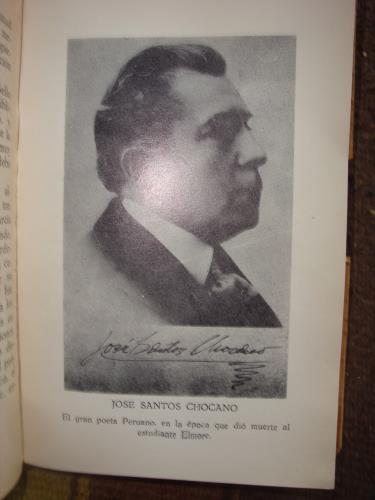 José Santos Chocano
JOSE SANTOS CHOCANO
El gran poeta Peruano, en la época que dió muerte al
estudiante Elmore.